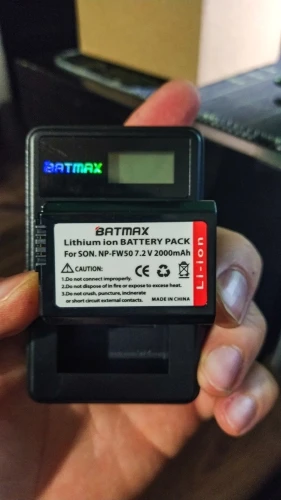 BATMAX
BATMAX
Lithium ion BATTERY PACK
For SON. NP-FW50 7.2 V 2000mAh
CAUTION:
1.Do not connect improperly.
2.Do not dispose of in fire or expose to excess heat.
3.Do not crush, puncture, incinerate
or short circuit external contacts.
CE
MADE IN CHINA
Li-ion